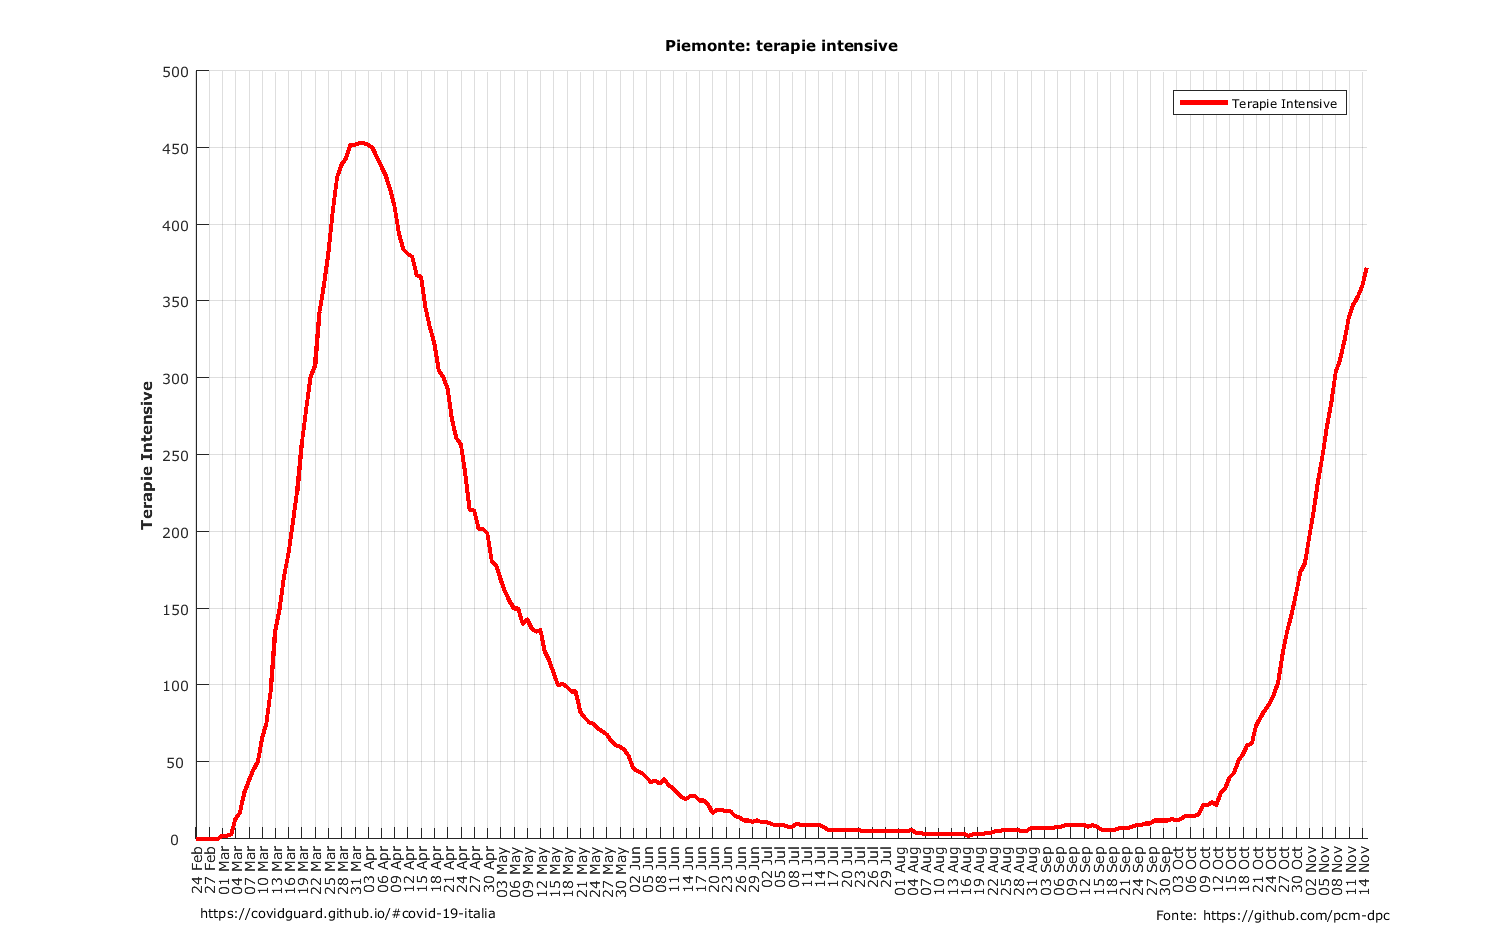 Piemonte: terapie intensive
Terapie Intensive
Terapie Intensive
500
450
400
350
300
250
200
150
100
50
0
24 Feb
27 Feb
01 Mar
04 Mar
07 Mar
10 Mar
13 Mar
16 Mar
19 Mar
22 Mar
25 Mar
28 Mar
31 Mar
03 Apr
06 Apr
09 Apr
12 Apr
15 Apr
18 Apr
21 Apr
24 Apr
27 Apr
30 Apr
03 May
06 May
09 May
12 May
15 May
18 May
21 May
24 May
27 May
30 May
02 Jun
05 Jun
08 Jun
11 Jun
14 Jun
17 Jun
20 Jun
23 Jun
26 Jun
29 Jun
02 Jul
05 Jul
08 Jul
11 Jul
14 Jul
17 Jul
20 Jul
23 Jul
26 Jul
29 Jul
01 Aug
04 Aug
07 Aug
10 Aug
13 Aug
16 Aug
19 Aug
22 Aug
25 Aug
28 Aug
31 Aug
03 Sep
06 Sep
09 Sep
12 Sep
15 Sep
18 Sep
21 Sep
24 Sep
27 Sep
30 Sep
03 Oct
06 Oct
09 Oct
12 Oct
15 Oct
18 Oct
21 Oct
24 Oct
27 Oct
30 Oct
02 Nov
05 Nov
08 Nov
11 Nov
14 Nov
https://covidguard.github.io/#covid-19-italia
Fonte: https://github.com/pcm-dpc